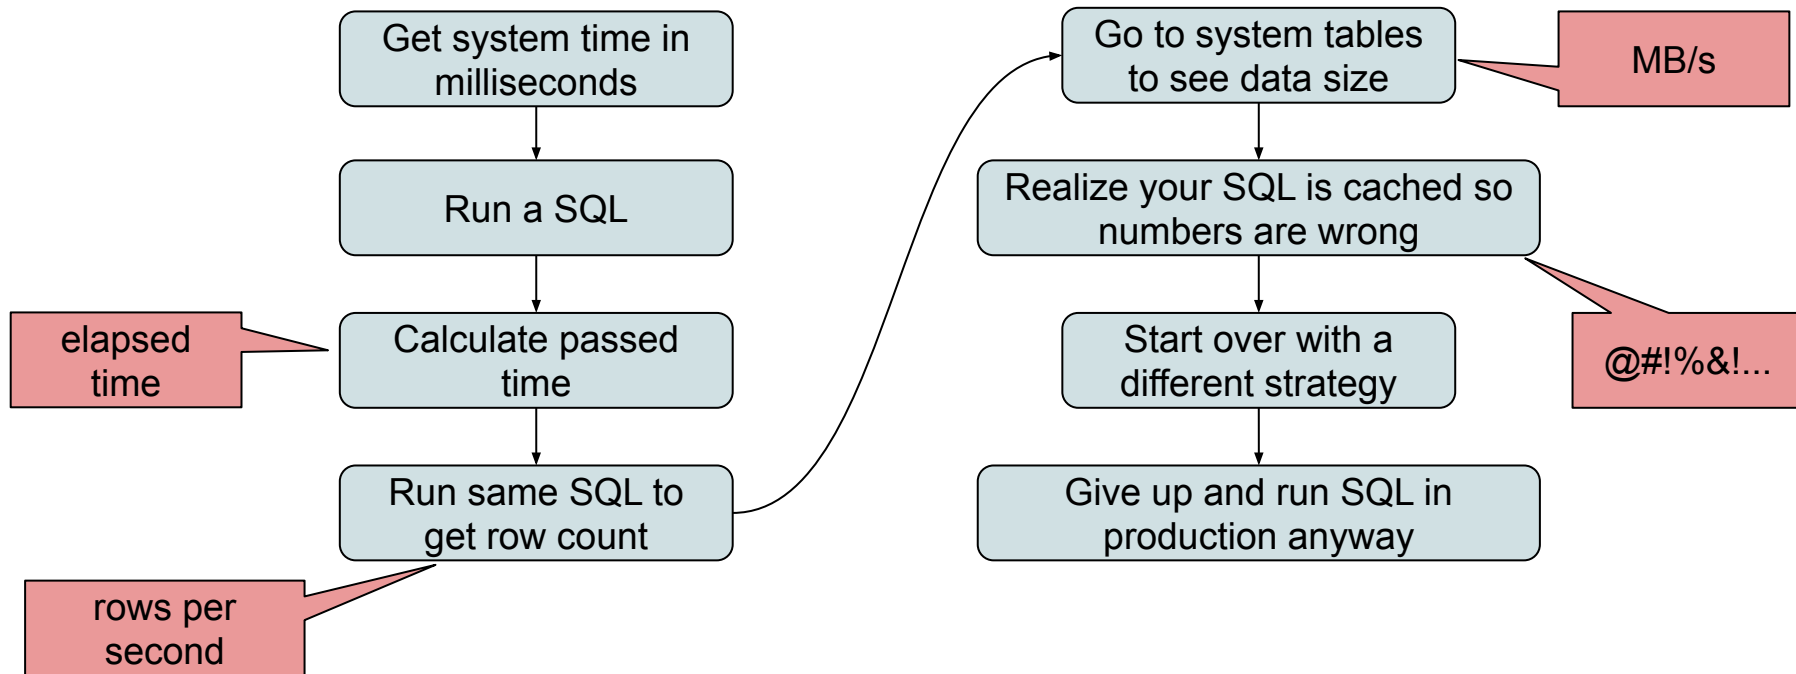 Get system time in
milliseconds
Run a SQL
elapsed
time
Calculate passed
time
Run same SQL to
get row count
rows per
second
Go to system tables
to see data size
MB/s
Realize your SQL is cached so
numbers are wrong
@#!%&!...
Start over with a
different strategy
Give up and run SQL in
production anyway